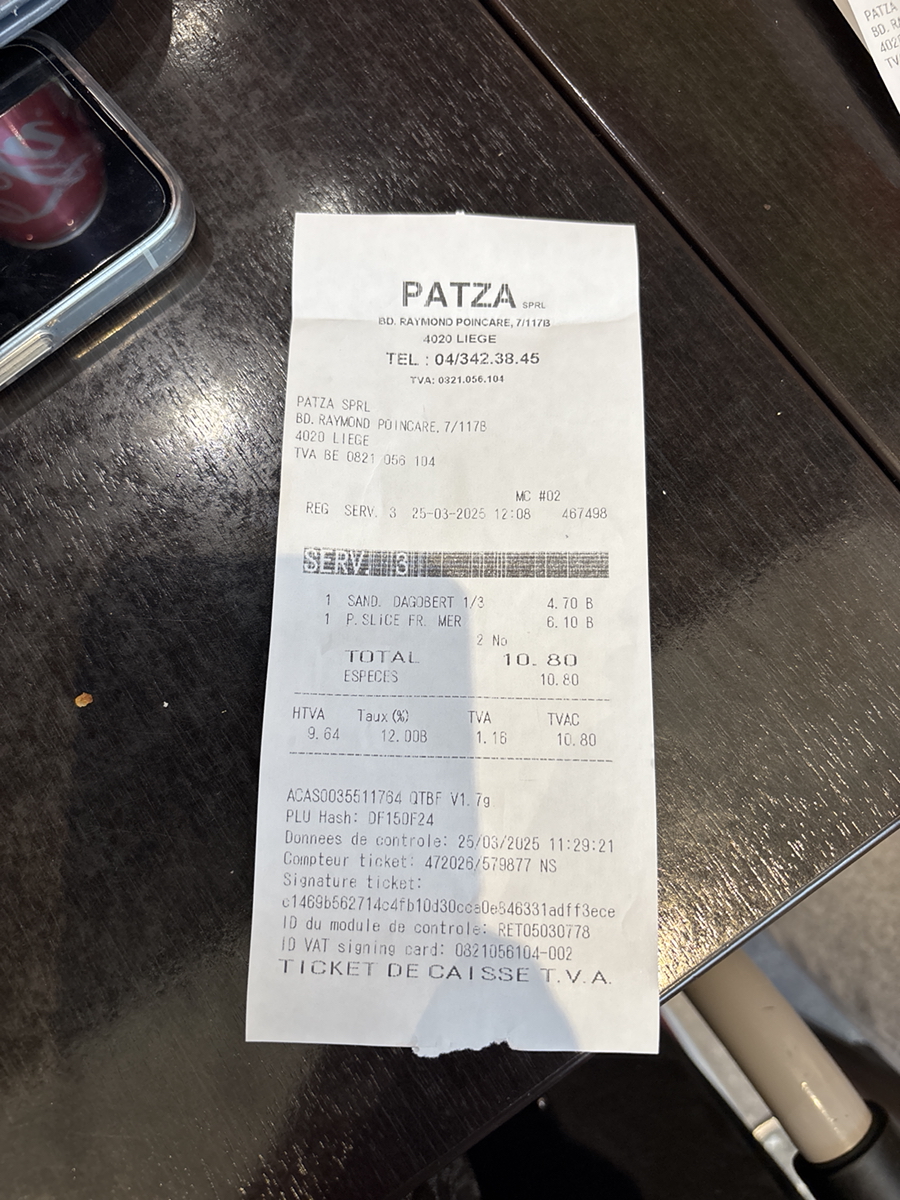 PATZA SPRL
BD. RAYMOND POINCARE, 7/117B
4020 LIEGE
TEL : 04/342.38.45
TVA: 0821.056.104
PATZA SPRL
BD. RAYMOND POINCARE, 7/117B
4020 LIEGE
TVA BE 0821 056 104
MC #02
REG SERV. 3 25-03-2025 12:08 467498
SERV. 3
1 SAND. DAGOBERT 1/3 4.70 B
1 P.SLICE FR. MER 6.10 B
2 No
TOTAL 10.80
ESPECES 10.80
HTVA Taux (%) TVA TVAC
9.64 12.00B 1.16 10.80
ACAS0035511764 QTBF V1.7g
PLU Hash: DF150F24
Donnees de controle: 25/03/2025 11:29:21
Compteur ticket: 472026/579877 NS
Signature ticket:
c1469b562714c4fb10d30cca0e646331adff3ece
ID du module de controle: RET05030778
ID VAT signing card: 0821056104-002
TICKET DE CAISSE T.V.A.
PATZA
BD. RA